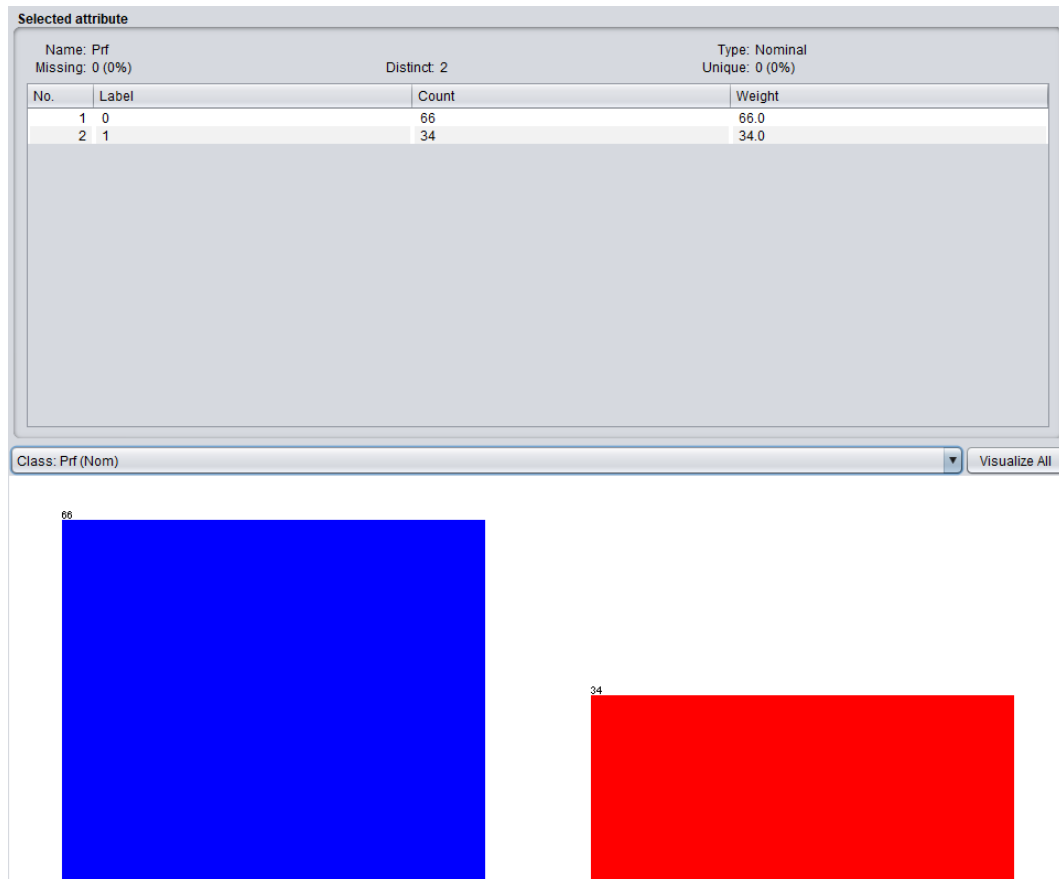 Selected attribute
Name: Prf Type: Nominal
Missing: 0 (0%) Distinct: 2 Unique: 0 (0%)
No. Label Count Weight
1 0 66 66.0
2 1 34 34.0
Class: Prf (Nom) Visualize All
66
34